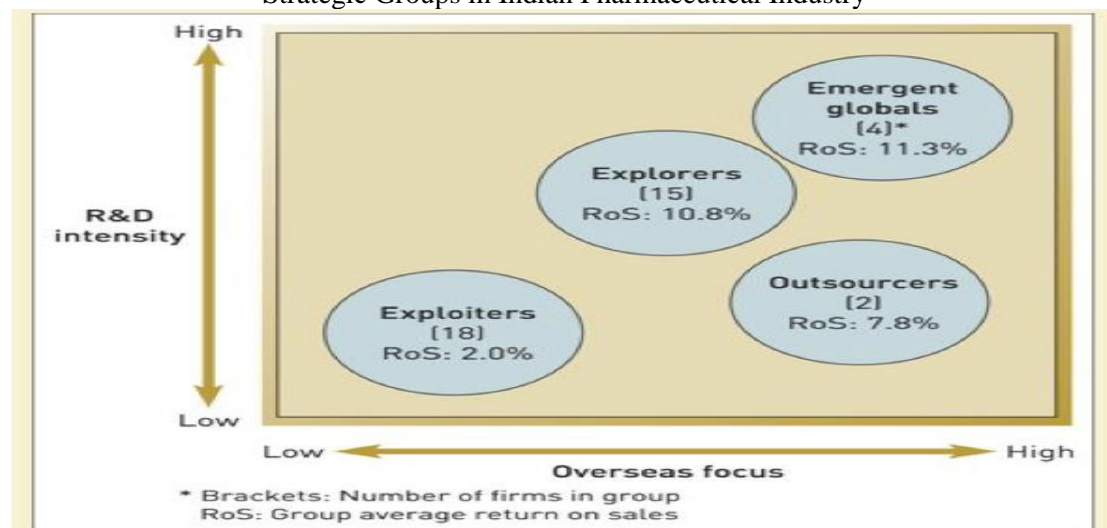 Strategic Groups in Indian Pharmaceutical Industry
High
Emergent
globals
(4)*
RoS: 11.3%
Explorers
(15)
RoS: 10.8%
R&D
intensity
Outsourcers
(2)
RoS: 7.8%
Exploiters
(18)
RoS: 2.0%
Low
Low
High
Overseas focus
* Brackets: Number of firms in group
RoS: Group average return on sales